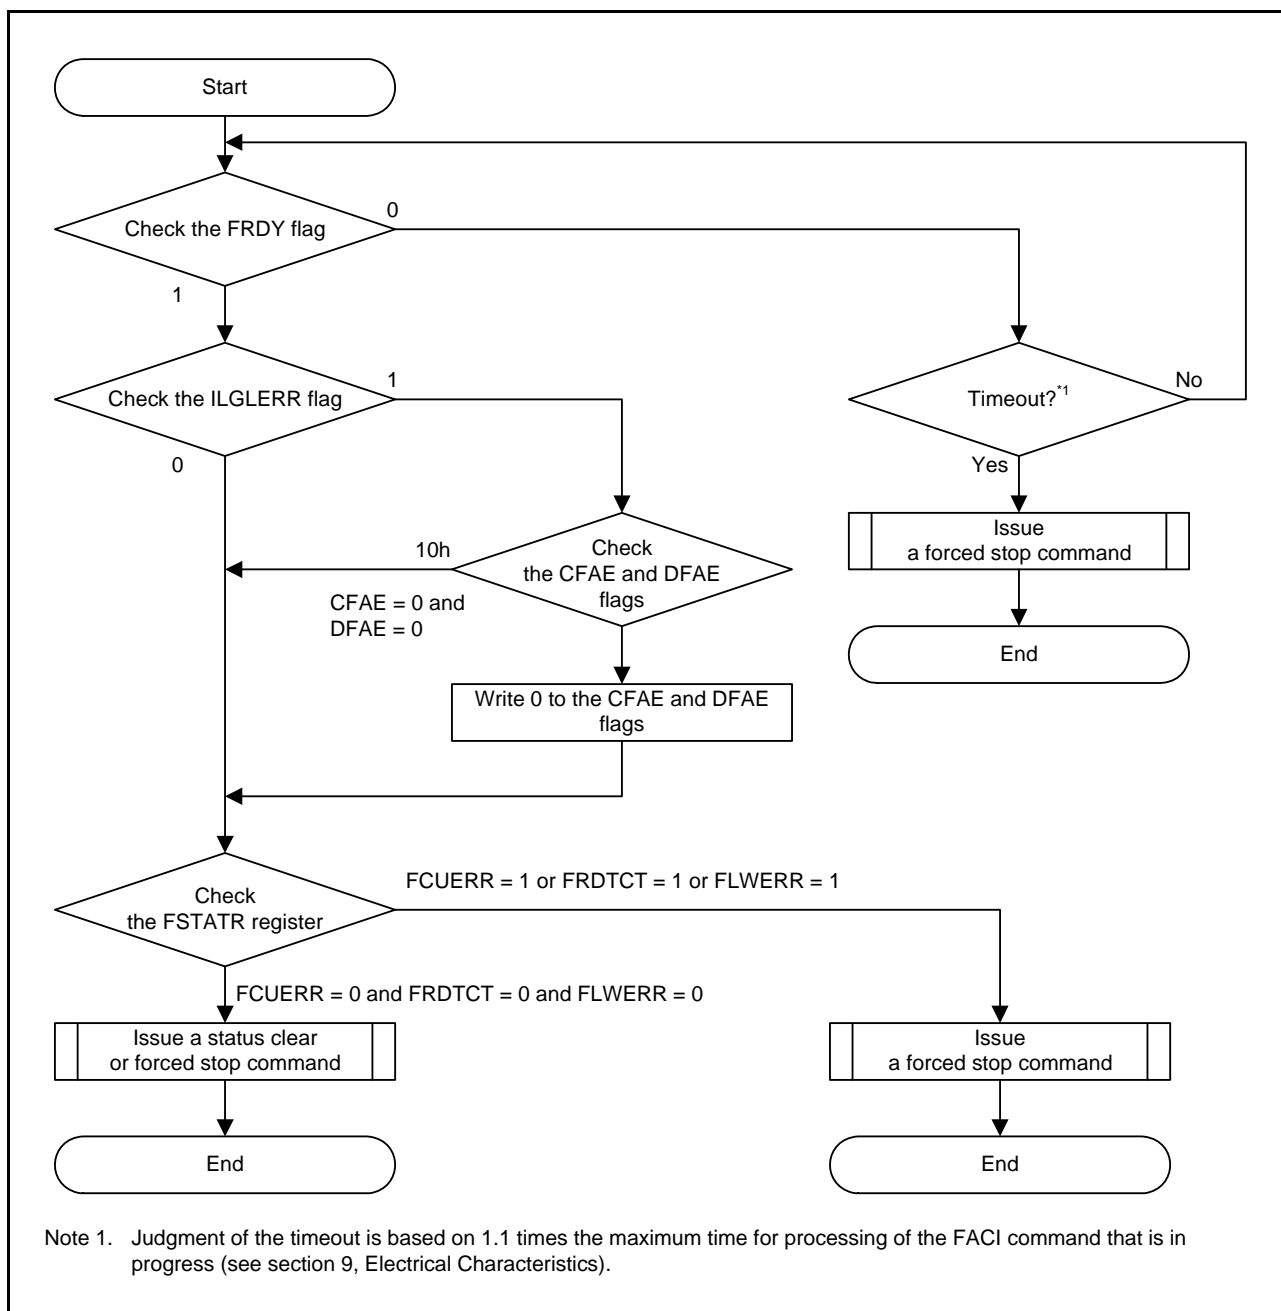 Start
Check the FRDY flag
0
1
Check the ILGLERR flag
1
0
Timeout?*1
No
Yes
Issue
a forced stop command
End
10h
Check
the CFAE and DFAE
flags
CFAE = 0 and
DFAE = 0
Write 0 to the CFAE and DFAE
flags
Check
the FSTATR register
FCUERR = 1 or FRDTCT = 1 or FLWERR = 1
FCUERR = 0 and FRDTCT = 0 and FLWERR = 0
Issue a status clear
or forced stop command
End
Issue
a forced stop command
End
Note 1. Judgment of the timeout is based on 1.1 times the maximum time for processing of the FACI command that is in
progress (see section 9, Electrical Characteristics).